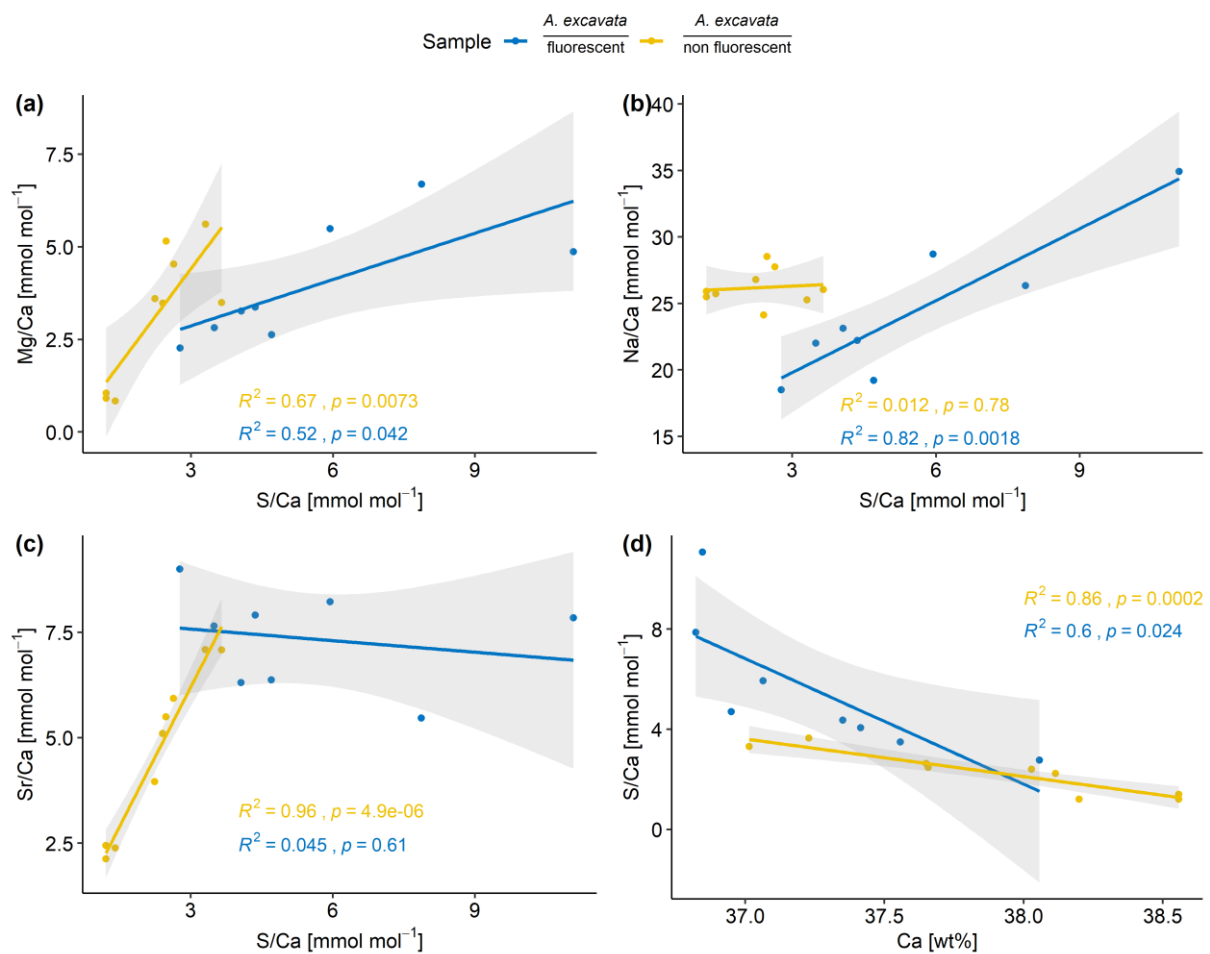 Sample A. excavata fluorescent A. excavata non fluorescent
(a)
7.5
5.0
2.5
0.0
Mg/Ca [mmol mol⁻¹]
R² = 0.67 , p = 0.0073
R² = 0.52 , p = 0.042
3 6 9
S/Ca [mmol mol⁻¹]
(b)
40
35
30
25
20
15
Na/Ca [mmol mol⁻¹]
R² = 0.012 , p = 0.78
R² = 0.82 , p = 0.0018
3 6 9
S/Ca [mmol mol⁻¹]
(c)
7.5
5.0
2.5
Sr/Ca [mmol mol⁻¹]
R² = 0.96 , p = 4.9e-06
R² = 0.045 , p = 0.61
3 6 9
S/Ca [mmol mol⁻¹]
(d)
8
4
0
S/Ca [mmol mol⁻¹]
R² = 0.86 , p = 0.0002
R² = 0.6 , p = 0.024
37.0 37.5 38.0 38.5
Ca [wt%]